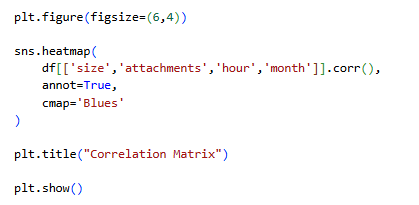 plt.figure(figsize=(6,4))
sns.heatmap(
    df[['size','attachments','hour','month']].corr(),
    annot=True,
    cmap='Blues'
)
plt.title("Correlation Matrix")
plt.show()